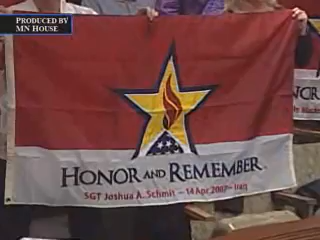 PRODUCED BY
MN HOUSE
HONOR AND REMEMBER
SGT Joshua A. Schmit – 14 Apr 2007 – Iraq